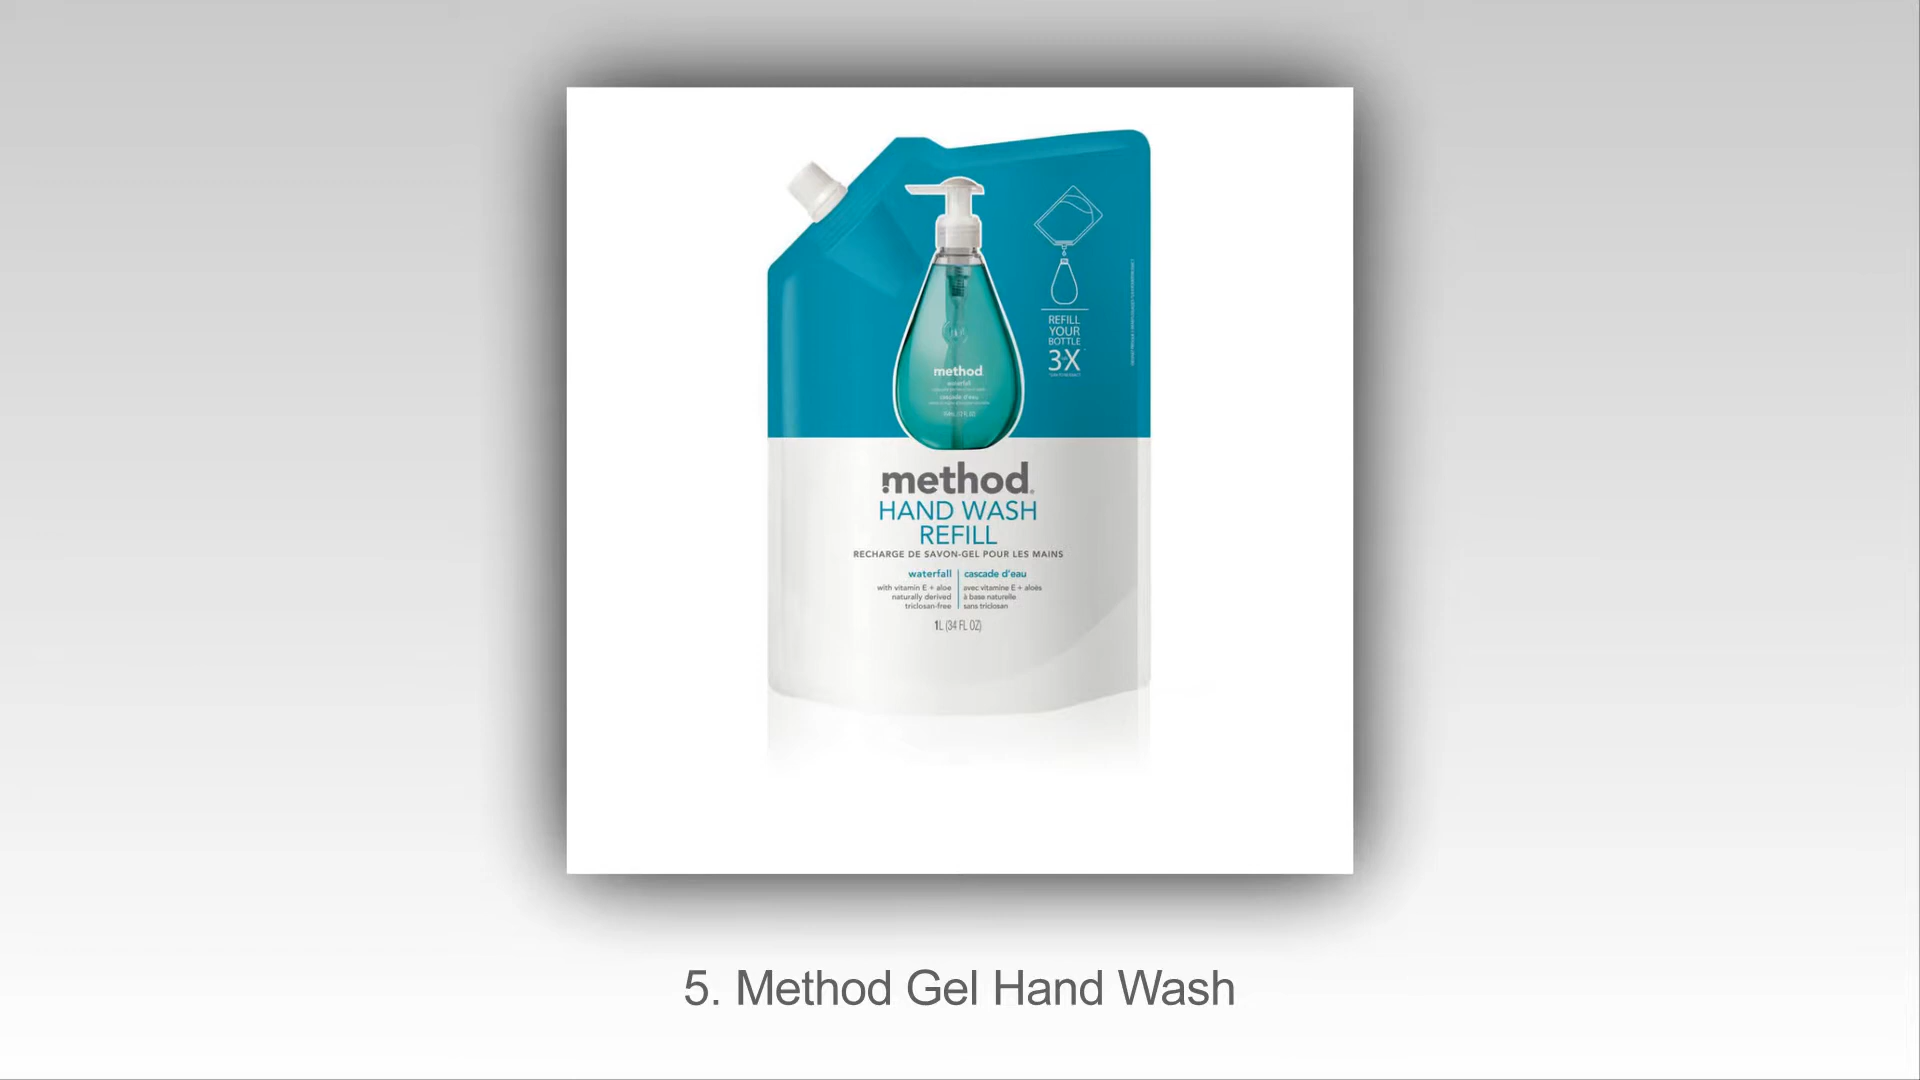 REFILL
YOUR
BOTTLE
3X
method.
waterfall
cascade d'eau
method.
HAND WASH
REFILL
RECHARGE DE SAVON-GEL POUR LES MAINS
waterfall | cascade d'eau
with vitamin E + aloe | avec vitamine E + aloès
naturally derived | à base naturelle
triclosan-free | sans triclosan
1L (34 FL OZ)
5. Method Gel Hand Wash